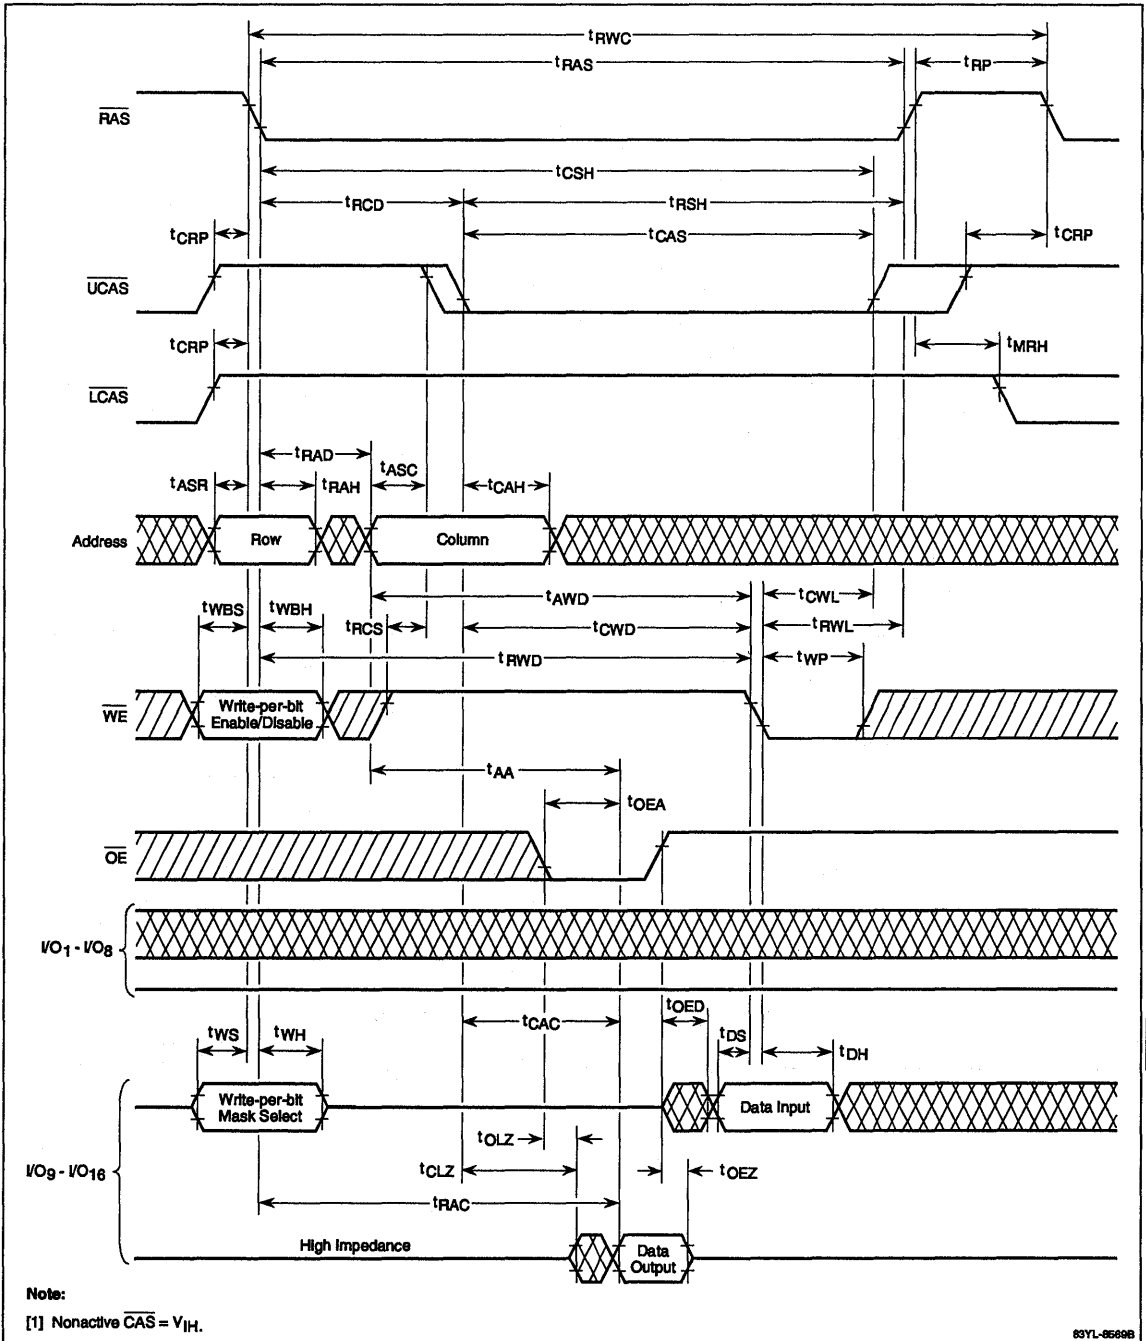 tRWC
tRAS
tRP
RAS
tCSH
tRCD
tRSH
tCRP
tCAS
tCRP
UCAS
tCRP
tMRH
LCAS
tRAD
tASC
tASR
tRAH
tCAH
Address
Row
Column
tAWD
tCWL
tWBS
tWBH
tRCS
tCWD
tRWL
tRWD
tWP
WE
Write-per-bit
Enable/Disable
tAA
tOEA
OE
I/O1 - I/O8
tOED
tCAC
tWS
tWH
tDS
tDH
Write-per-bit
Mask Select
Data Input
tOLZ
tCLZ
tOEZ
I/O9 - I/O16
tRAC
High Impedance
Data
Output
Note:
[1] Nonactive CAS = VIH.
83YL-8569B